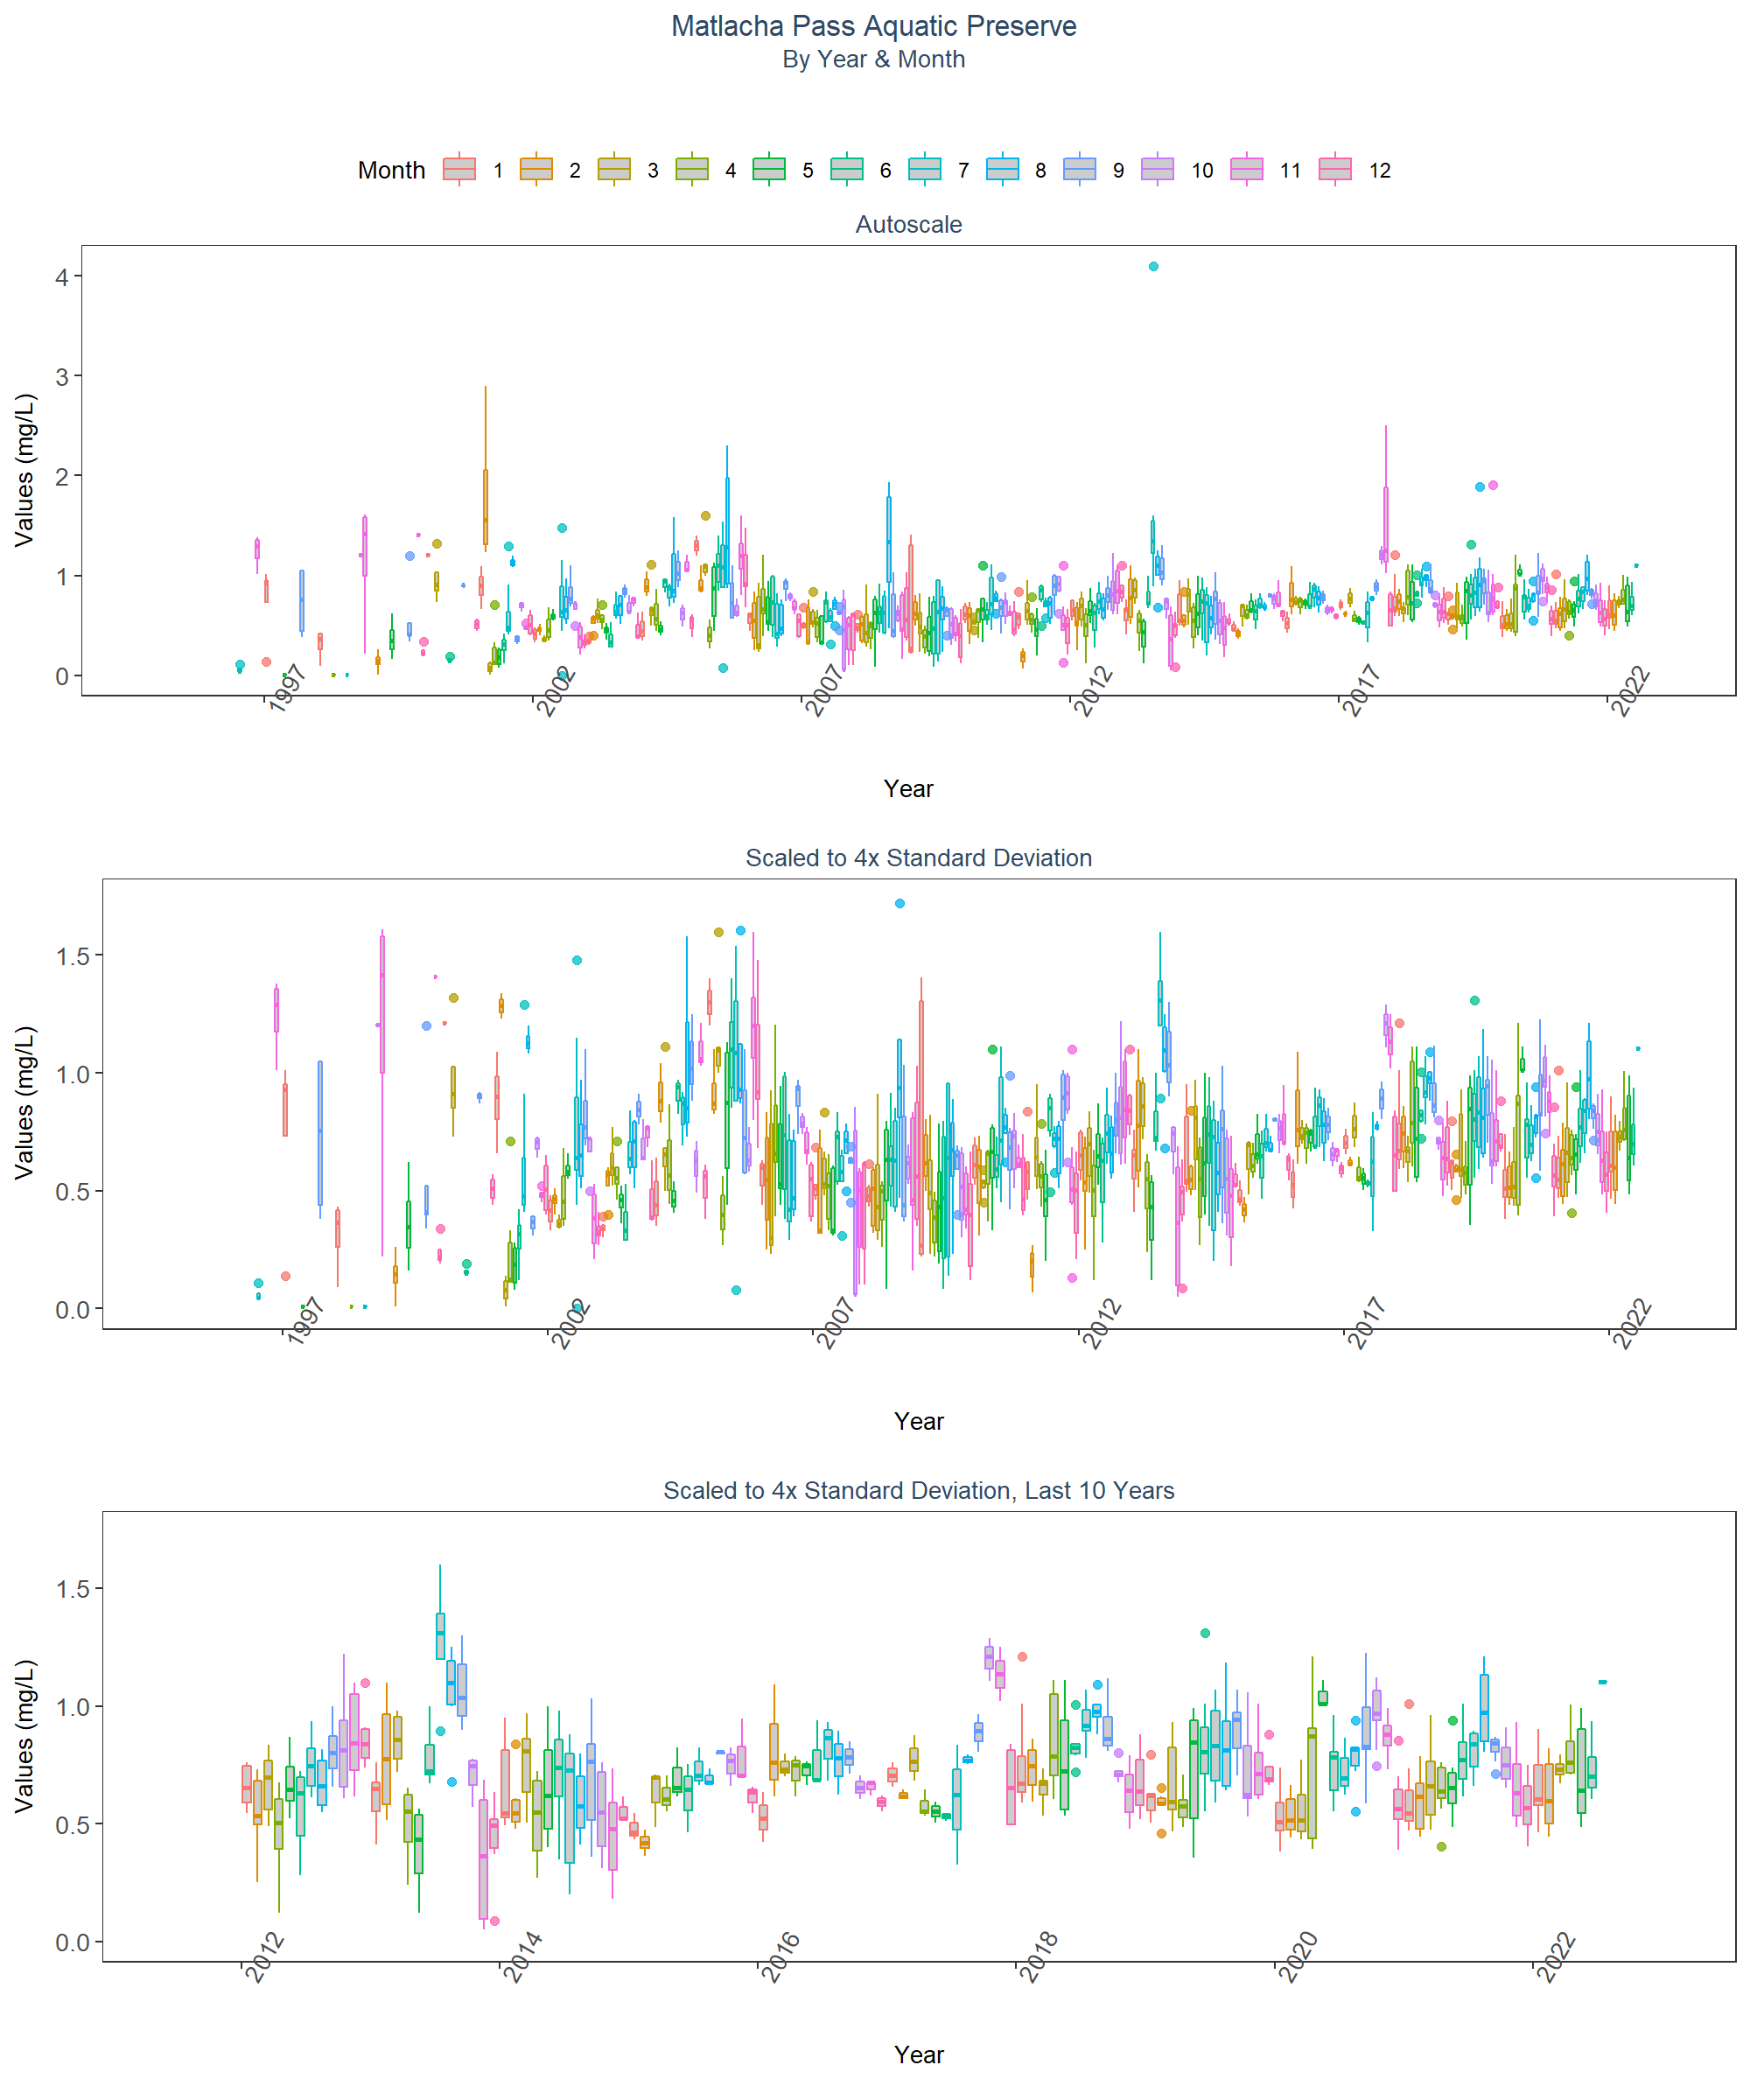 Matlacha Pass Aquatic Preserve
By Year & Month
Month 1 2 3 4 5 6 7 8 9 10 11 12
Autoscale
Values (mg/L)
4
3
2
1
0
1997 2002 2007 2012 2017 2022
Year
Scaled to 4x Standard Deviation
Values (mg/L)
1.5
1.0
0.5
0.0
1997 2002 2007 2012 2017 2022
Year
Scaled to 4x Standard Deviation, Last 10 Years
Values (mg/L)
1.5
1.0
0.5
0.0
2012 2014 2016 2018 2020 2022
Year